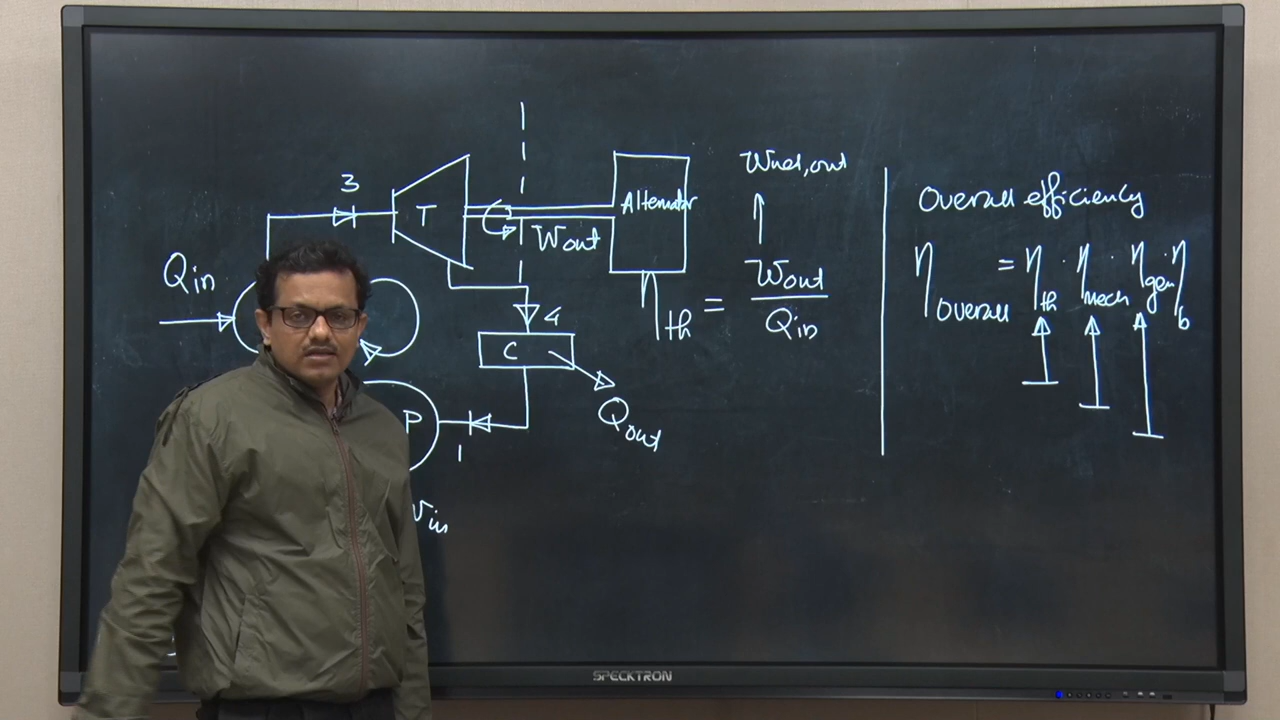 3
T
Alternator
Wout
Wnet,out
Qin
4
C
Qout
P
1
in
ηth = Wout / Qin
Overall efficiency
ηoverall = ηth · ηmech · ηgen · ηb
SPECKTRON